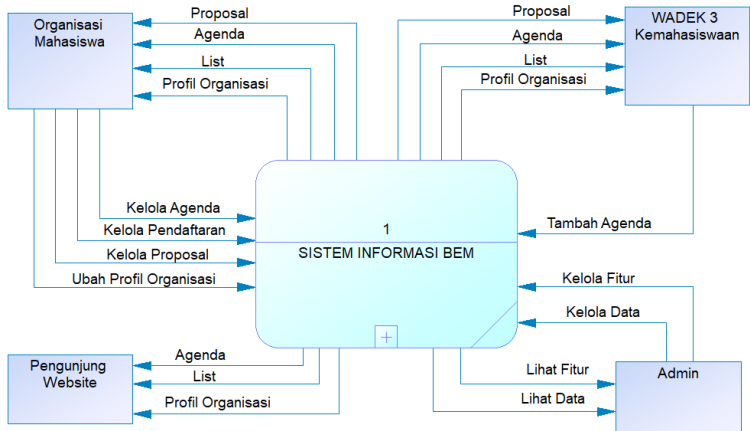 Organisasi
Mahasiswa
Proposal
Agenda
List
Profil Organisasi
Proposal
Agenda
List
Profil Organisasi
WADEK 3
Kemahasiswaan
Kelola Agenda
Kelola Pendaftaran
Kelola Proposal
Ubah Profil Organisasi
1
SISTEM INFORMASI BEM
Tambah Agenda
Kelola Fitur
Kelola Data
Pengunjung
Website
Agenda
List
Profil Organisasi
Lihat Fitur
Lihat Data
Admin